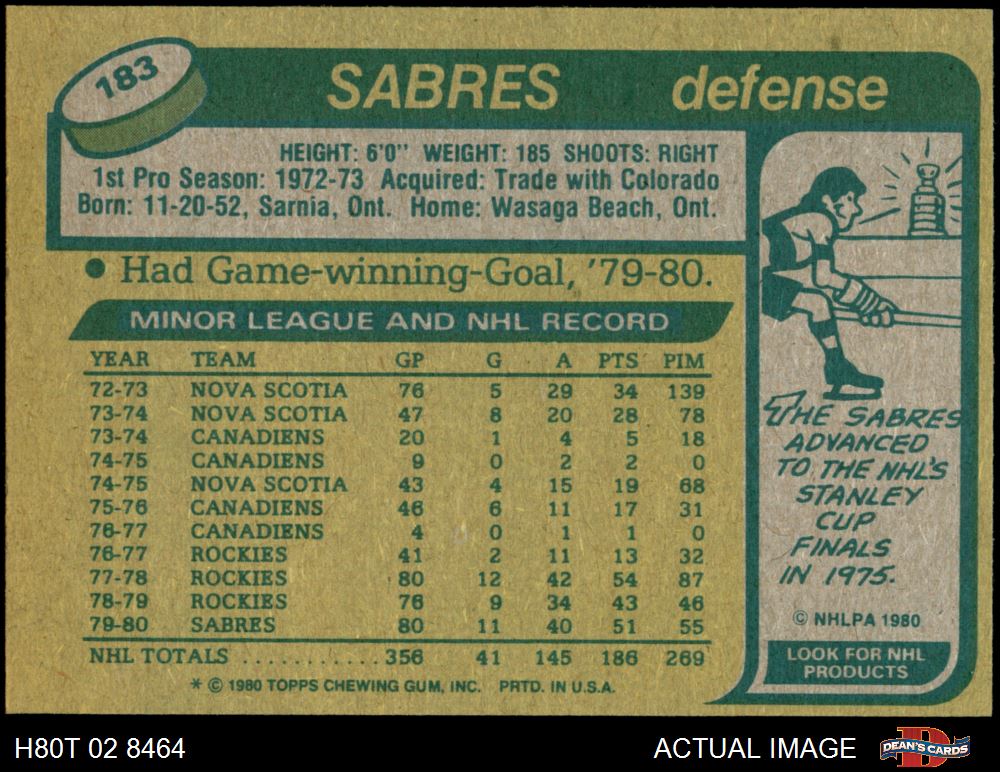 183
SABRES defense
HEIGHT: 6'0" WEIGHT: 185 SHOOTS: RIGHT
1st Pro Season: 1972-73 Acquired: Trade with Colorado
Born: 11-20-52, Sarnia, Ont. Home: Wasaga Beach, Ont.
• Had Game-winning-Goal, '79-80.
MINOR LEAGUE AND NHL RECORD
YEAR TEAM GP G A PTS PIM
72-73 NOVA SCOTIA 76 5 29 34 139
73-74 NOVA SCOTIA 47 8 20 28 78
73-74 CANADIENS 20 1 4 5 18
74-75 CANADIENS 9 0 2 2 0
74-75 NOVA SCOTIA 43 4 15 19 68
75-76 CANADIENS 46 6 11 17 31
76-77 CANADIENS 4 0 1 1 0
76-77 ROCKIES 41 2 11 13 32
77-78 ROCKIES 80 12 42 54 87
78-79 ROCKIES 76 9 34 43 46
79-80 SABRES 80 11 40 51 55
NHL TOTALS ........... 356 41 145 186 269
* © 1980 TOPPS CHEWING GUM, INC. PRTD. IN U.S.A.
THE SABRES
ADVANCED
TO THE NHL'S
STANLEY
CUP
FINALS
IN 1975.
© NHLPA 1980
LOOK FOR NHL
PRODUCTS
H80T 02 8464 ACTUAL IMAGE
D
DEAN'S CARDS